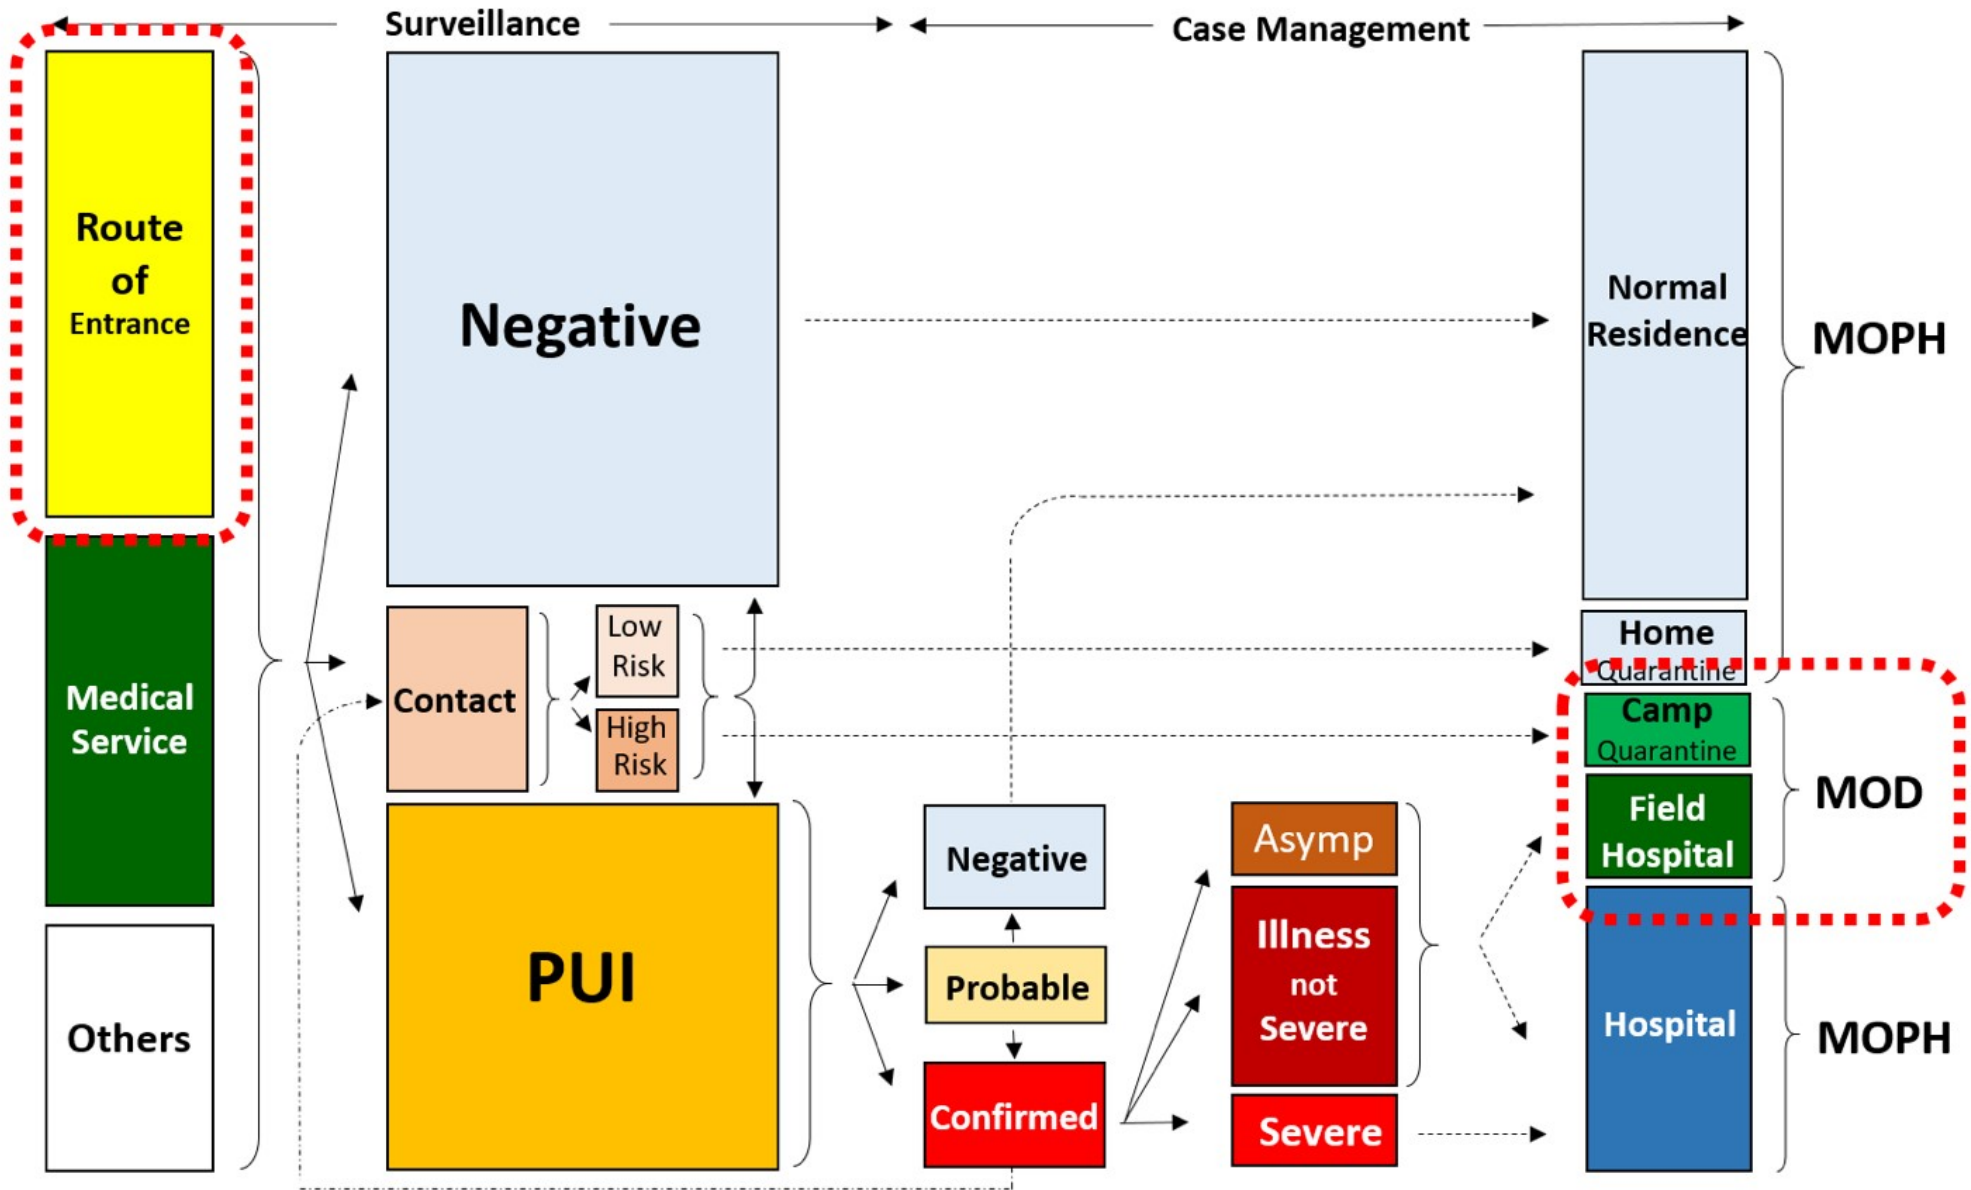 Surveillance
Case Management
Route
of
Entrance
Medical
Service
Others
Negative
Contact
Low
Risk
High
Risk
PUI
Negative
Probable
Confirmed
Asymp
Illness
not
Severe
Severe
Normal
Residence
Home
Quarantine
Camp
Quarantine
Field
Hospital
Hospital
MOPH
MOD
MOPH